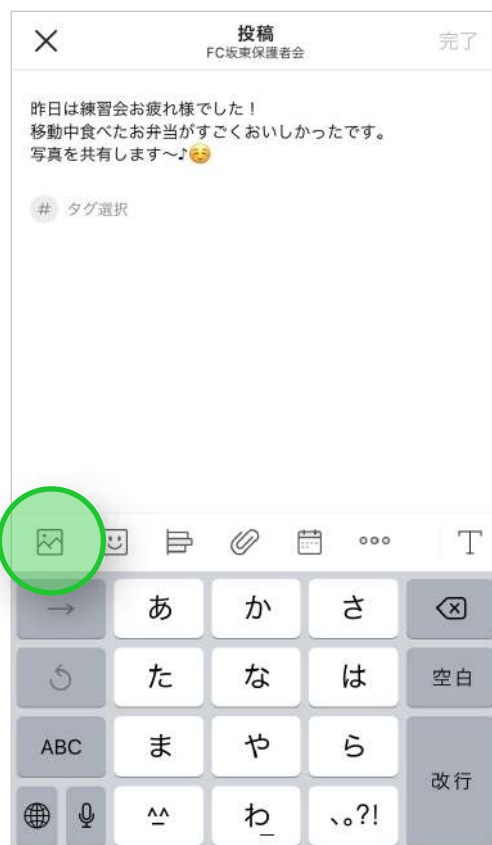 投稿
完了
FC坂東保護者会
昨日は練習会お疲れ様でした！
移動中食べたお弁当がすごくおいしかったです。
写真を共有します〜♪☺️
# タグ選択
T
→ あ か さ
た な は 空白
ABC ま や ら
改行
^^ わ 、。?!